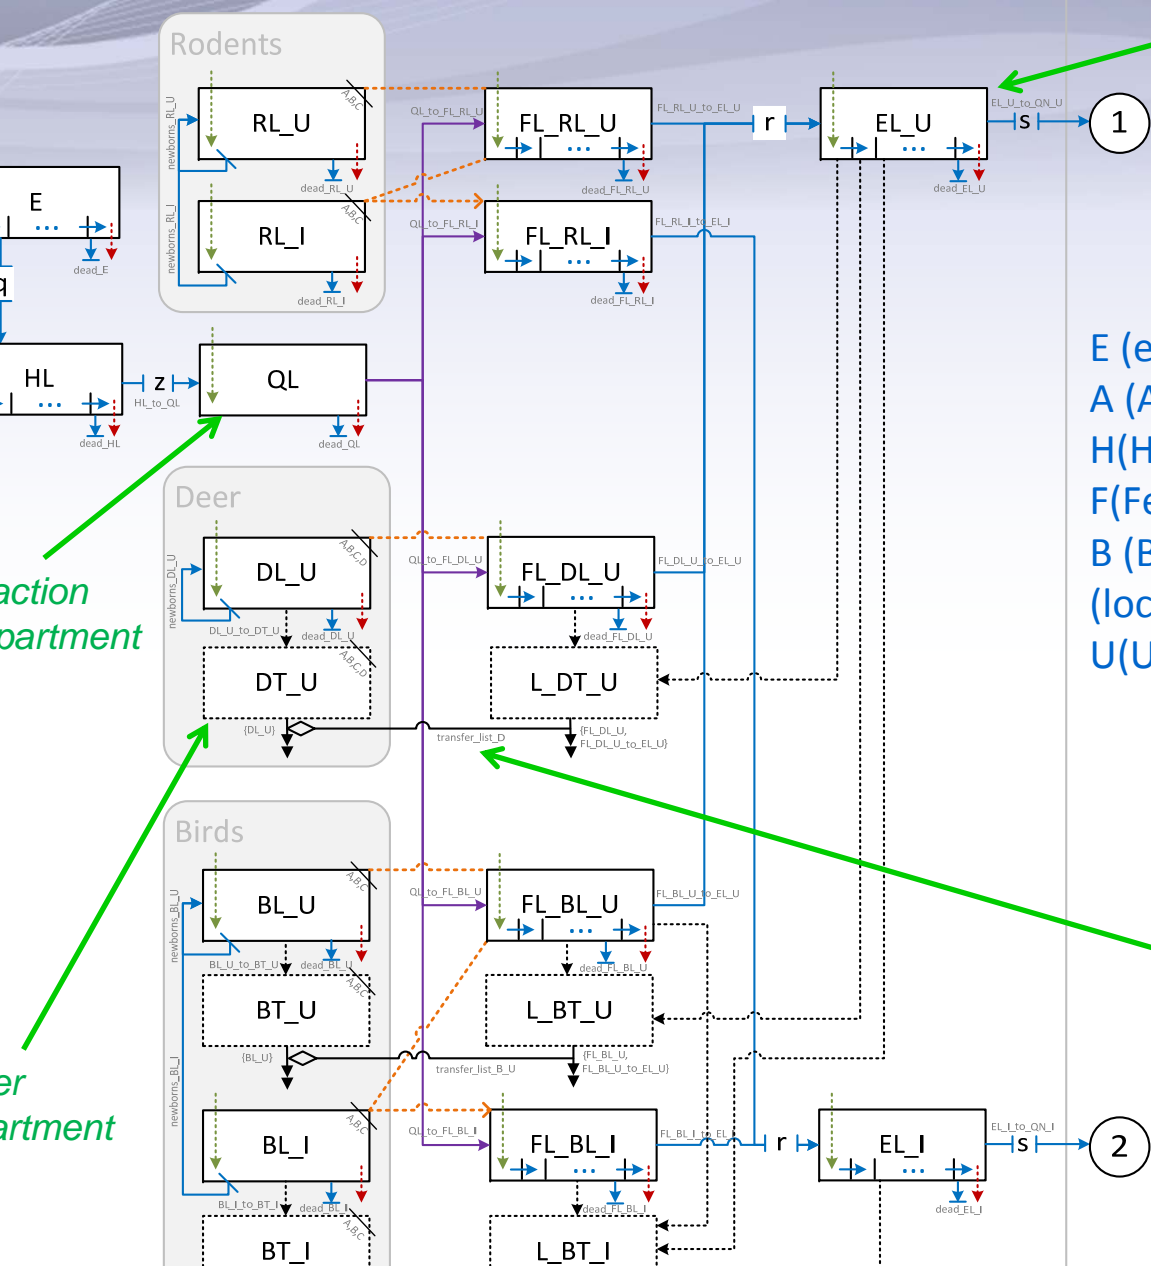 Rodents
A,B,C
RL_U
newborns_RL_U
dead_RL_U
A,B,C
RL_I
newborns_RL_I
dead_RL_I
QL_to_FL_RL_U
FL_RL_U
...
dead_FL_RL_U
FL_RL_U_to_EL_U
QL_to_FL_RL_I
FL_RL_I
...
dead_FL_RL_I
FL_RL_I_to_EL_I
r
EL_U
...
dead_EL_U
EL_U_to_QN_U
s
1
E
...
dead_E
q
HL
...
dead_HL
z
HL_to_QL
QL
dead_QL
E (e
A (A
H(H
F(Fe
B (B
(loc
U(U
action
partment
Deer
A,B,C,D
DL_U
newborns_DL_U
DL_U_to_DT_U
dead_DL_U
A,B,C,D
DT_U
{DL_U}
QL_to_FL_DL_U
FL_DL_U
...
dead_FL_DL_U
FL_DL_U_to_EL_U
L_DT_U
transfer_list_D
{FL_DL_U,
FL_DL_U_to_EL_U}
Birds
A,B,C
BL_U
newborns_BL_U
BL_U_to_BT_U
dead_BL_U
A,B,C
BT_U
{BL_U}
QL_to_FL_BL_U
FL_BL_U
...
dead_FL_BL_U
FL_BL_U_to_EL_U
L_BT_U
transfer_list_B_U
{FL_BL_U,
FL_BL_U_to_EL_U}
er
artment
newborns_BL_I
A,B,C
BL_I
BL_I_to_BT_I
dead_BL_I
A,B,C
BT_I
QL_to_FL_BL_I
FL_BL_I
...
dead_FL_BL_I
FL_BL_I_to_EL_I
L_BT_I
r
EL_I
...
dead_EL_I
EL_I_to_QN_I
s
2